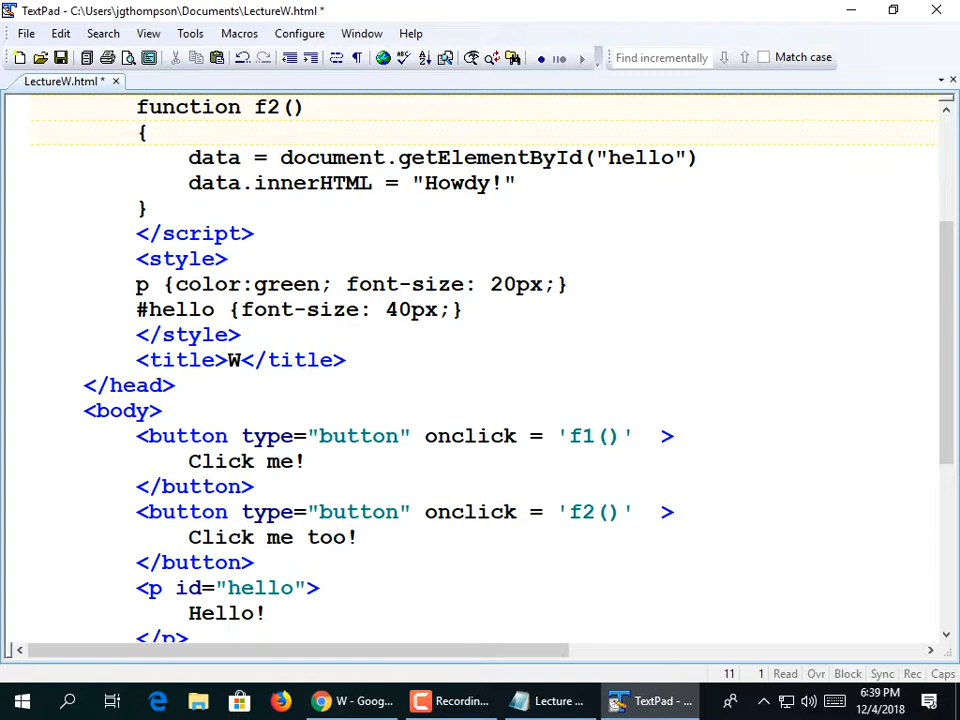 TextPad - C:\Users\jgthompson\Documents\LectureW.html *
File Edit Search View Tools Macros Configure Window Help
Find incrementally Match case
LectureW.html *
function f2()
{
data = document.getElementById("hello")
data.innerHTML = "Howdy!"
}
</script>
<style>
p {color:green; font-size: 20px;}
#hello {font-size: 40px;}
</style>
<title>W</title>
</head>
<body>
<button type="button" onclick = 'f1()' >
Click me!
</button>
<button type="button" onclick = 'f2()' >
Click me too!
</button>
<p id="hello">
Hello!
</p>
11 1 Read Ovr Block Sync Rec Caps
W - Goog... Recording... Lecture ... TextPad - ... 6:39 PM
12/4/2018